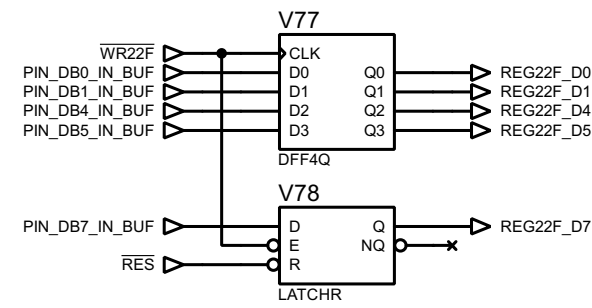 V77
WR22F CLK
PIN_DB0_IN_BUF D0 Q0 REG22F_D0
PIN_DB1_IN_BUF D1 Q1 REG22F_D1
PIN_DB4_IN_BUF D2 Q2 REG22F_D4
PIN_DB5_IN_BUF D3 Q3 REG22F_D5
DFF4Q
V78
PIN_DB7_IN_BUF D Q REG22F_D7
E NQ
RES R
LATCHR